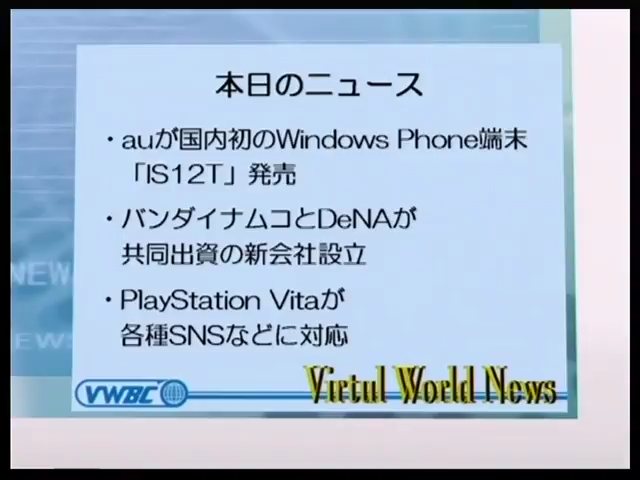 本日のニュース
・auが国内初のWindows Phone端末
「IS12T」発売
・バンダイナムコとDeNAが
共同出資の新会社設立
・PlayStation Vitaが
各種SNSなどに対応
NEW
EWS
VWBC
Virtul World News